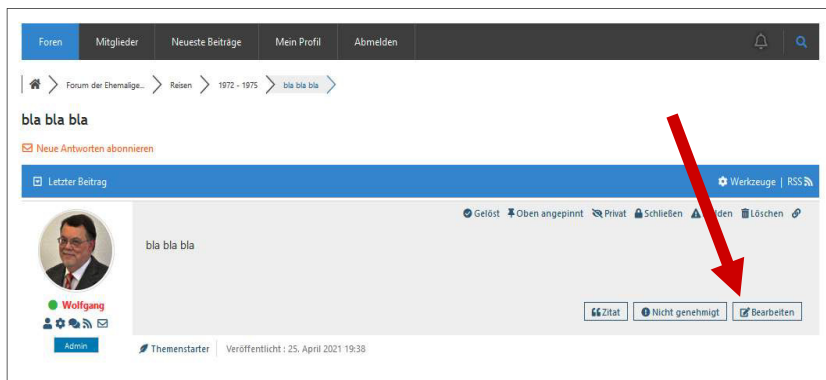 Foren Mitglieder Neueste Beiträge Mein Profil Abmelden
Forum der Ehemalige... Reisen 1972 - 1975 bla bla bla
bla bla bla
Neue Antworten abonnieren
Letzter Beitrag Werkzeuge | RSS
Gelöst Oben angepinnt Privat Schließen Löschen
bla bla bla
Wolfgang
Zitat Nicht genehmigt Bearbeiten
Admin
Themenstarter Veröffentlicht : 25. April 2021 19:38